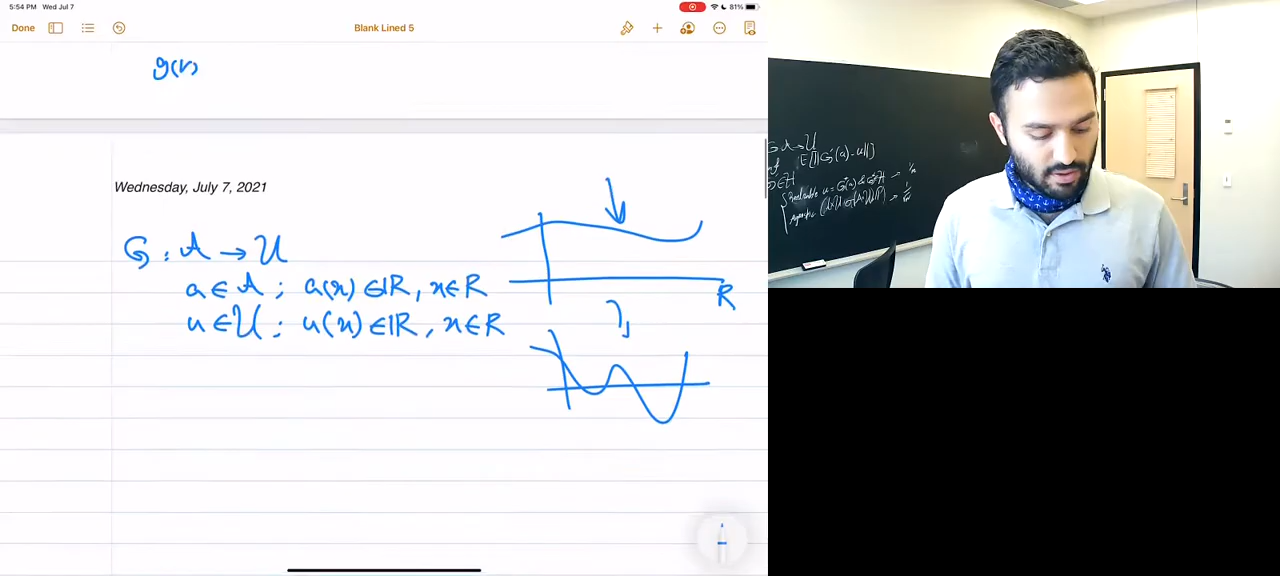 5:54 PM Wed Jul 7
81%
Done
Blank Lined 5
g(r)
Wednesday, July 7, 2021
G : A → U
a ∈ A ; a(x) ∈ ℝ, x ∈ R
u ∈ U ; u(x) ∈ ℝ, x ∈ R
R
G A→U
E[||G(a) - u||]
G∈H